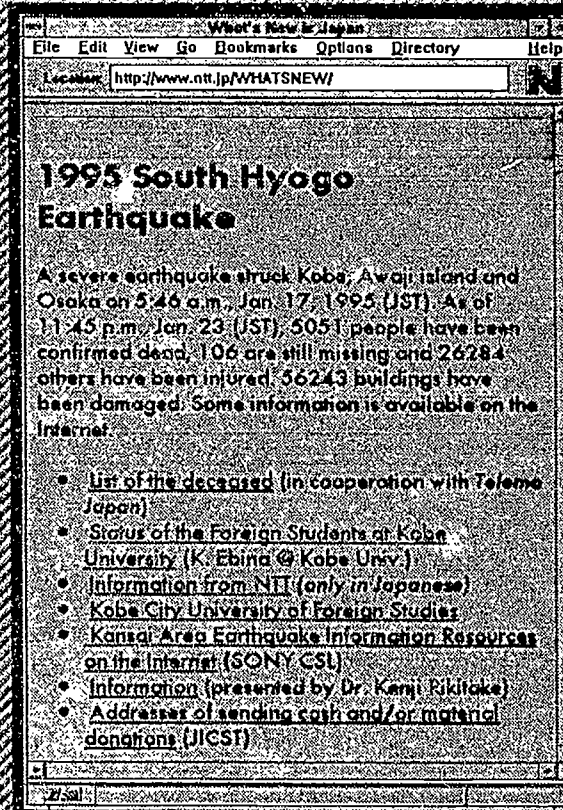 What's New in Japan
File Edit View Go Bookmarks Options Directory Help
Location: http://www.ntt.jp/WHATSNEW/
N
1995 South Hyogo
Earthquake
A severe earthquake struck Kobe, Awaji island and
Osaka on 5:46 a.m., Jan. 17, 1995 (JST). As of
11:45 p.m., Jan. 23 (JST), 5051 people have been
confirmed dead, 106 are still missing and 26284
others have been injured. 56243 buildings have
been damaged. Some information is available on the
Internet.
• List of the deceased (in cooperation with Telemo
Japan)
• Status of the Foreign Students at Kobe
University (K. Ebina @ Kobe Univ.)
• Information from NTT (only in Japanese)
• Kobe City University of Foreign Studies
• Kansai Area Earthquake Information Resources
on the Internet (SONY CSL)
• Information (presented by Dr. Kenji Rikitake)
• Addresses of sending cash and/or material
donations (JICST)